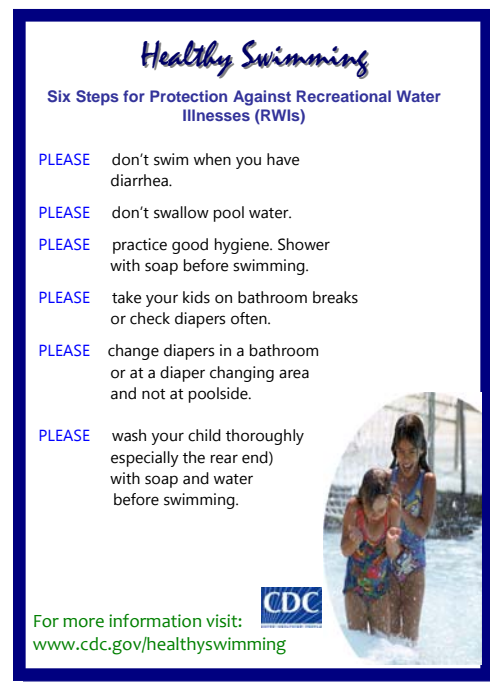 Healthy Swimming
Six Steps for Protection Against Recreational Water
Illnesses (RWIs)
PLEASE don't swim when you have
diarrhea.
PLEASE don't swallow pool water.
PLEASE practice good hygiene. Shower
with soap before swimming.
PLEASE take your kids on bathroom breaks
or check diapers often.
PLEASE change diapers in a bathroom
or at a diaper changing area
and not at poolside.
PLEASE wash your child thoroughly
especially the rear end)
with soap and water
before swimming.
CDC
For more information visit:
www.cdc.gov/healthyswimming